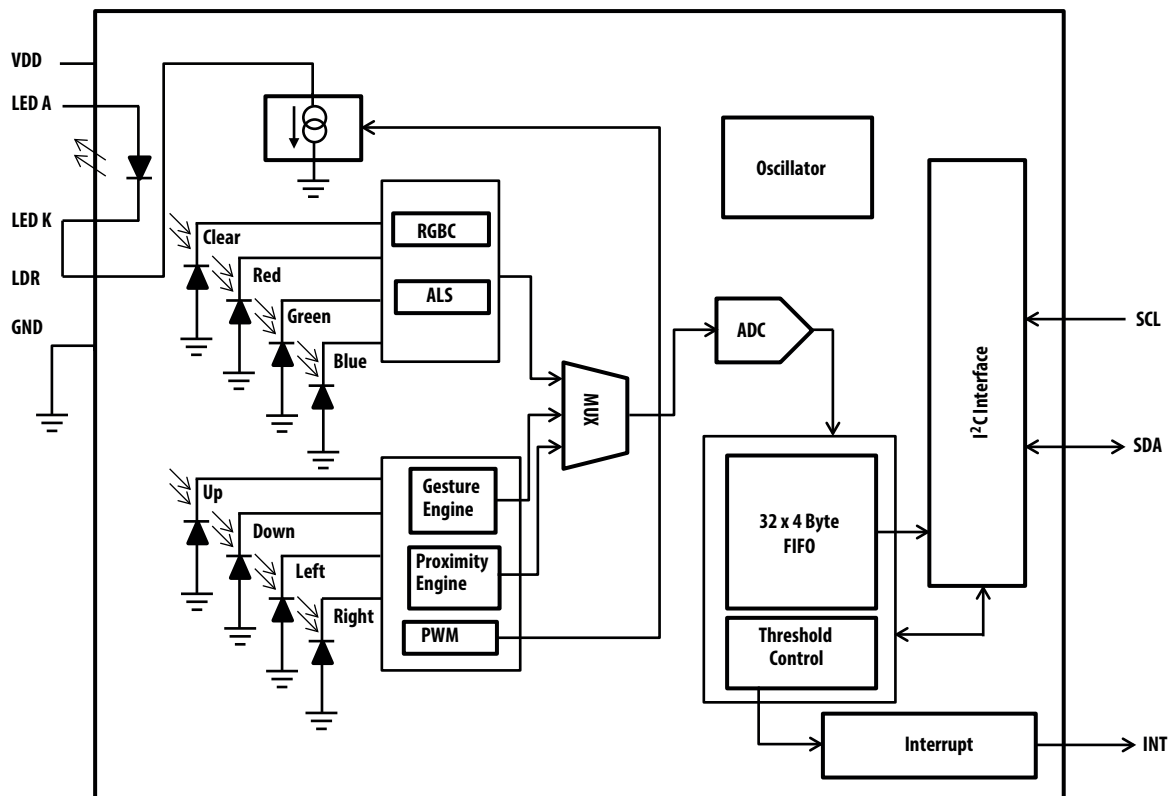 VDD
LED A
LED K
LDR
GND
Clear
Red
Green
Blue
RGBC
ALS
Up
Down
Left
Right
Gesture
Engine
Proximity
Engine
PWM
MUX
ADC
Oscillator
32 x 4 Byte
FIFO
Threshold
Control
I²C Interface
Interrupt
SCL
SDA
INT